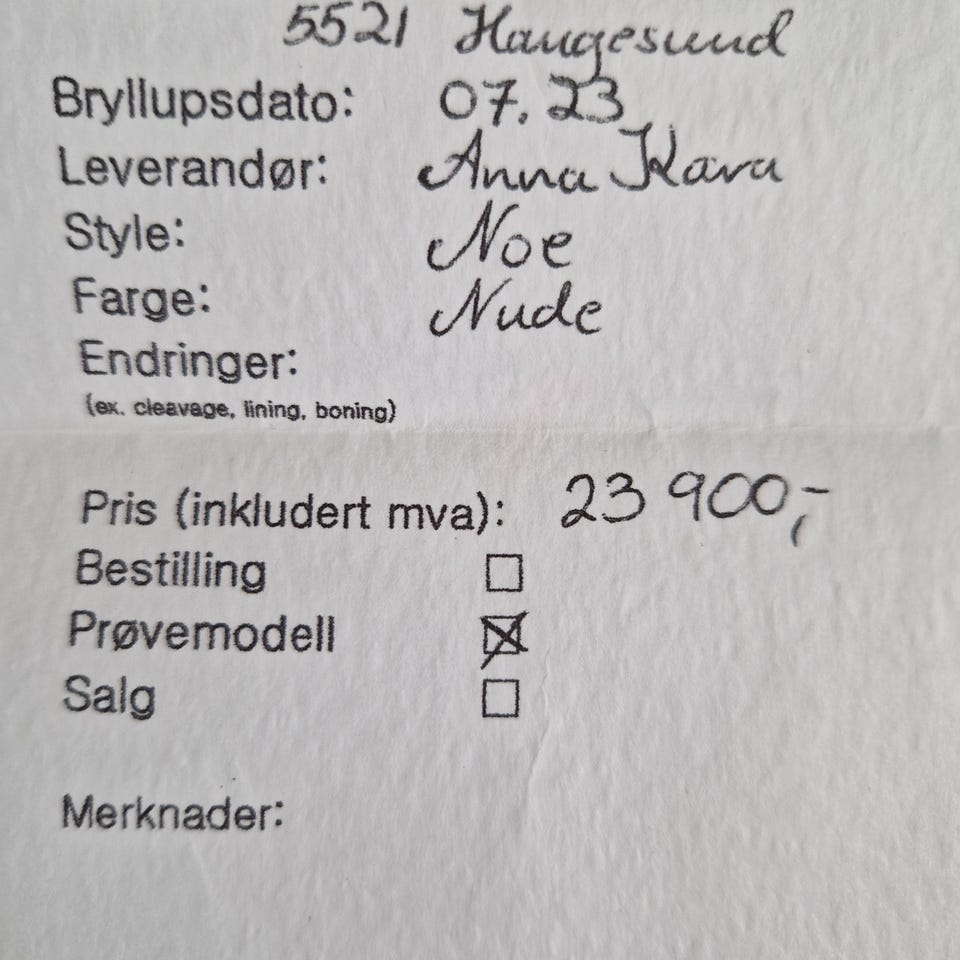 5521 Haugesund
Bryllupsdato: 07.23
Leverandør: Anna Kara
Style: Noe
Farge: Nude
Endringer:
(ex. cleavage, lining, boning)
Pris (inkludert mva): 23 900,-
Bestilling ☐
Prøvemodell ☒
Salg ☐
Merknader: